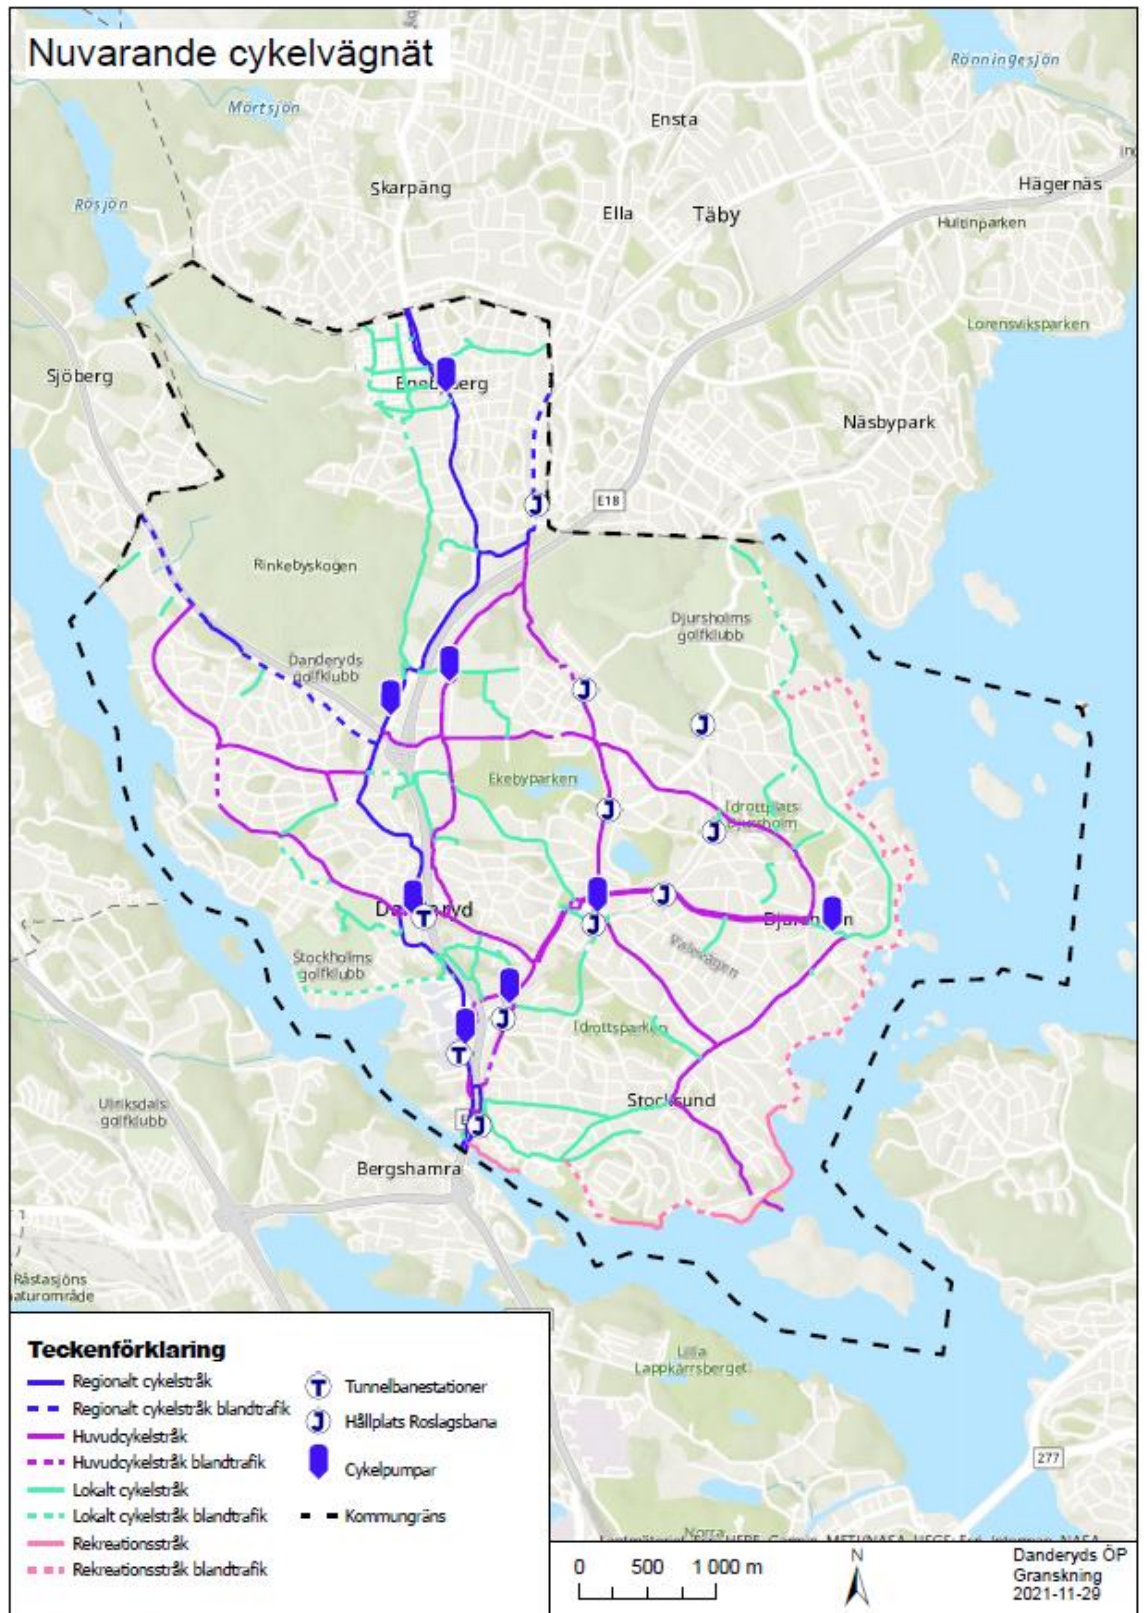 Nuvarande cykelvägnät
Rönningesjön
Mörtsjön
Ensta
Skarpäng
Hägernäs
Rösjön
Ella
Täby
Hultinparken
Lorensviksparken
Sjöberg
Näsbypark
E18
Rinkebyskogen
Djursholms
golfklubb
Danderyds
golfklubb
Ekebyparken
Idrottplats
Djursholm
Stockholms
golfklubb
Idrottsparken
Ulriksdals
golfklubb
Stocksund
Bergshamra
Råstasjöns
naturområde
Lilla
Lappkärrsberget
277
Norra
Teckenförklaring
Regionalt cykelstråk
Regionalt cykelstråk blandtrafik
Huvudcykelstråk
Huvudcykelstråk blandtrafik
Lokalt cykelstråk
Lokalt cykelstråk blandtrafik
Rekreationsstråk
Rekreationsstråk blandtrafik
T Tunnelbanestationer
J Hållplats Roslagsbana
Cykelpumpar
Kommungräns
0 500 1 000 m
N
Danderyds ÖP
Granskning
2021-11-29